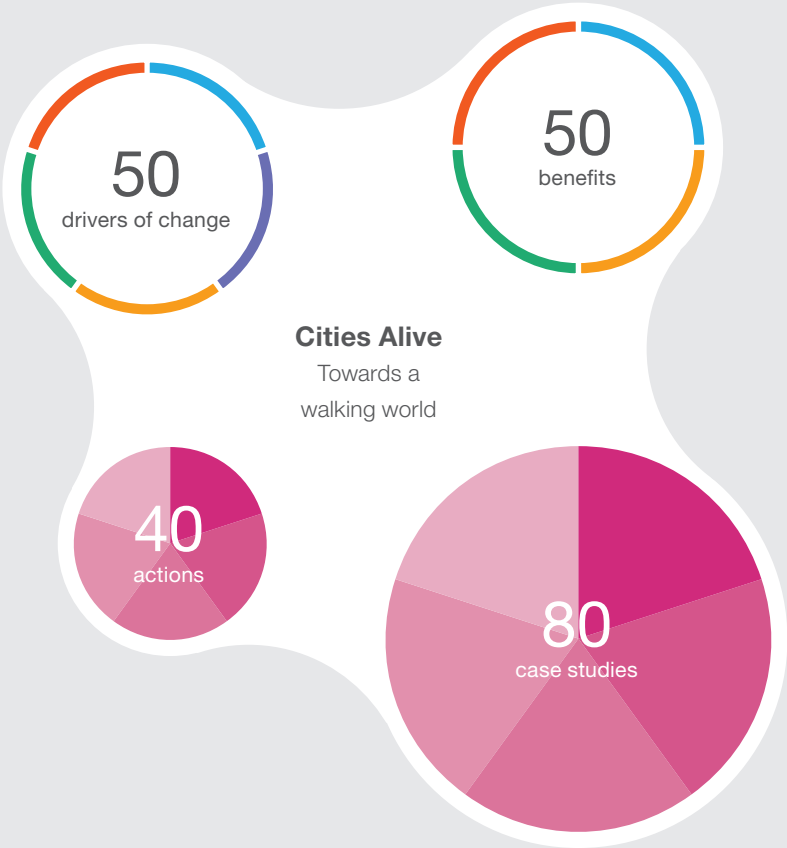 50
drivers of change
50
benefits
Cities Alive
Towards a
walking world
40
actions
80
case studies